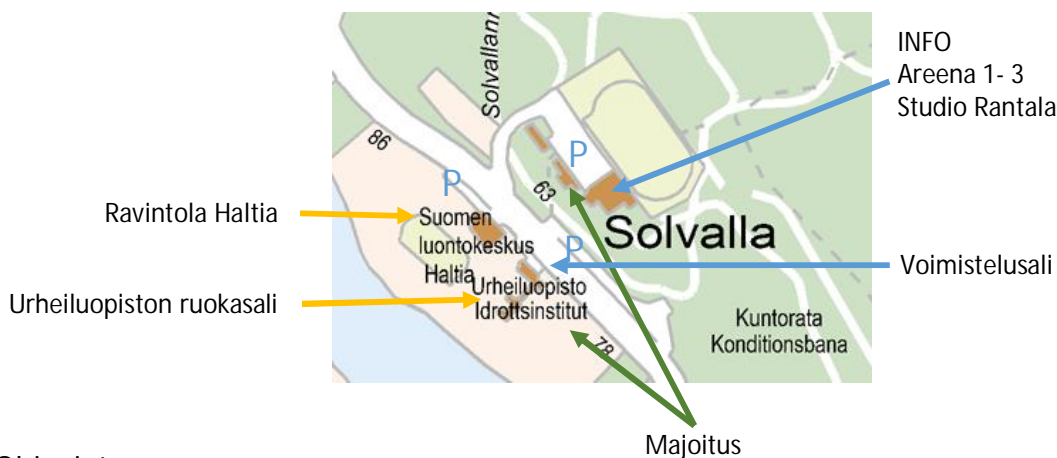 INFO
Areena 1- 3
Studio Rantala
Solvallann
86
P
P
63
Ravintola Haltia
Suomen
luontokeskus
Haltia
Solvalla
P
Voimistelusali
Urheiluopiston ruokasali
Urheiluopisto
Idrottsinstitut
78
Kuntorata
Konditionsbana
Majoitus